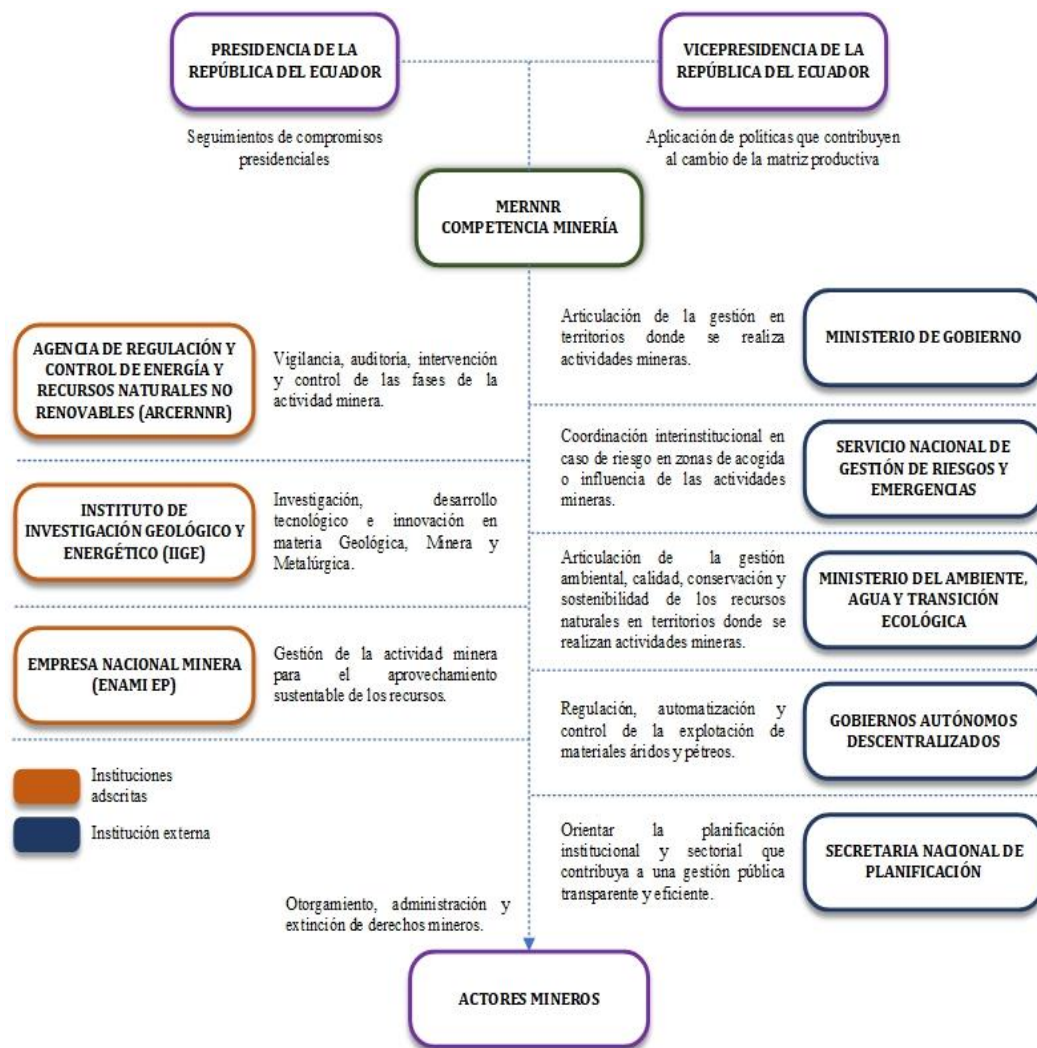 PRESIDENCIA DE LA
REPÚBLICA DEL ECUADOR
VICEPRESIDENCIA DE LA
REPÚBLICA DEL ECUADOR
Seguimientos de compromisos
presidenciales
Aplicación de políticas que contribuyen
al cambio de la matriz productiva
MERNNR
COMPETENCIA MINERÍA
AGENCIA DE REGULACIÓN Y
CONTROL DE ENERGÍA Y
RECURSOS NATURALES NO
RENOVABLES (ARCERNNR)
Vigilancia, auditoria, intervención
y control de las fases de la
actividad minera.
Articulación de la gestión en
territorios donde se realiza
actividades mineras.
MINISTERIO DE GOBIERNO
Coordinación interinstitucional en
caso de riesgo en zonas de acogida
o influencia de las actividades
mineras.
SERVICIO NACIONAL DE
GESTIÓN DE RIESGOS Y
EMERGENCIAS
INSTITUTO DE
INVESTIGACIÓN GEOLÓGICO Y
ENERGÉTICO (IIGE)
Investigación, desarrollo
tecnológico e innovación en
materia Geológica, Minera y
Metalúrgica.
Articulación de la gestión
ambiental, calidad, conservación y
sostenibilidad de los recursos
naturales en territorios donde se
realizan actividades mineras.
MINISTERIO DEL AMBIENTE,
AGUA Y TRANSICIÓN
ECOLÓGICA
EMPRESA NACIONAL MINERA
(ENAMI EP)
Gestión de la actividad minera
para el aprovechamiento
sustentable de los recursos.
Regulación, automatización y
control de la explotación de
materiales áridos y pétreos.
GOBIERNOS AUTÓNOMOS
DESCENTRALIZADOS
Instituciones
adscritas
Institución externa
Orientar la planificación
institucional y sectorial que
contribuya a una gestión pública
transparente y eficiente.
SECRETARIA NACIONAL DE
PLANIFICACIÓN
Otorgamiento, administración y
extinción de derechos mineros.
ACTORES MINEROS